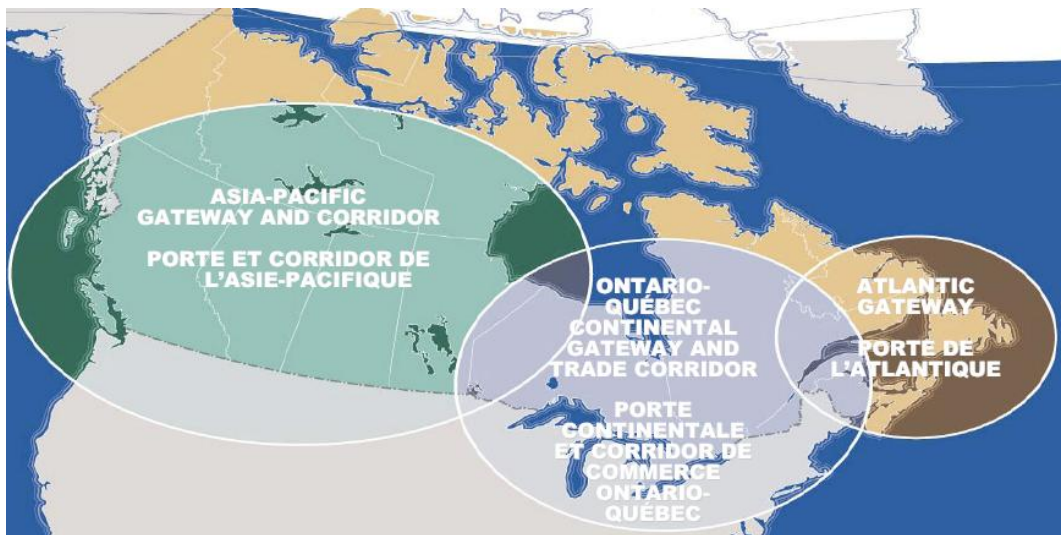 ASIA-PACIFIC
GATEWAY AND CORRIDOR
PORTE ET CORRIDOR DE
L'ASIE-PACIFIQUE
ONTARIO-
QUÉBEC
CONTINENTAL
GATEWAY AND
TRADE CORRIDOR
PORTE
CONTINENTALE
ET CORRIDOR DE
COMMERCE
ONTARIO-
QUÉBEC
ATLANTIC
GATEWAY
PORTE DE
L'ATLANTIQUE